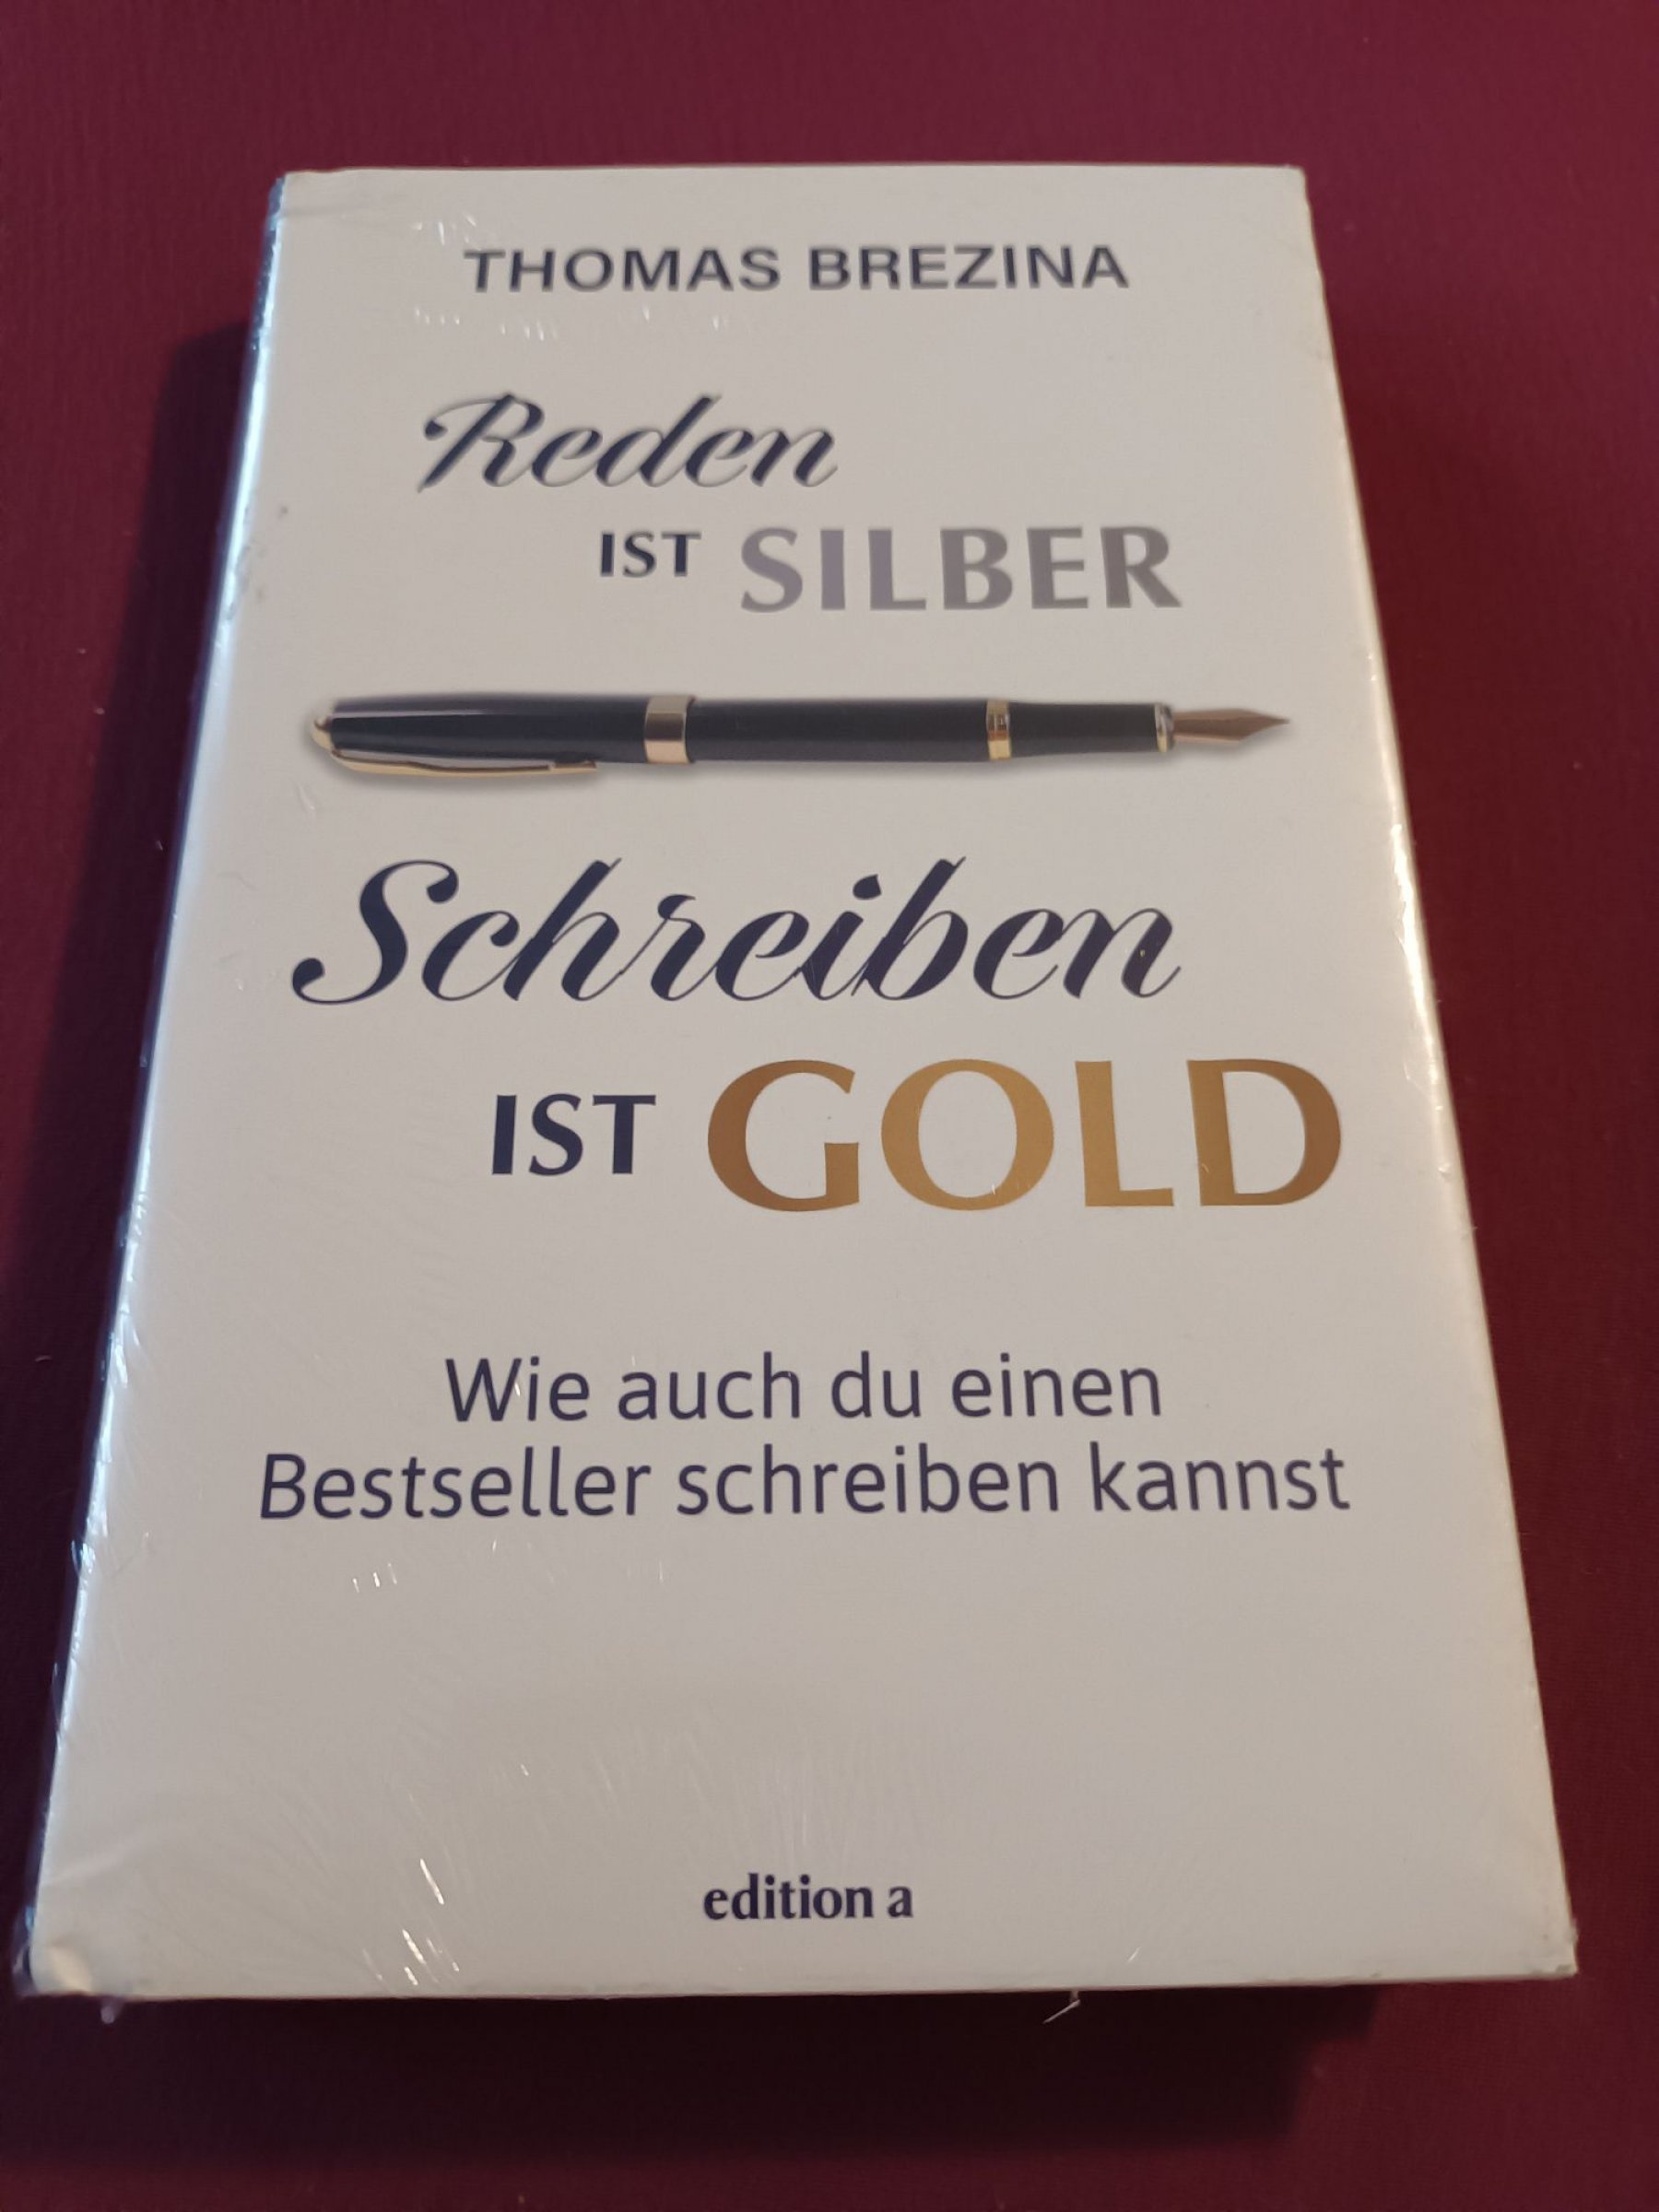 THOMAS BREZINA
Reden
IST SILBER
Schreiben
IST GOLD
Wie auch du einen
Bestseller schreiben kannst
edition a